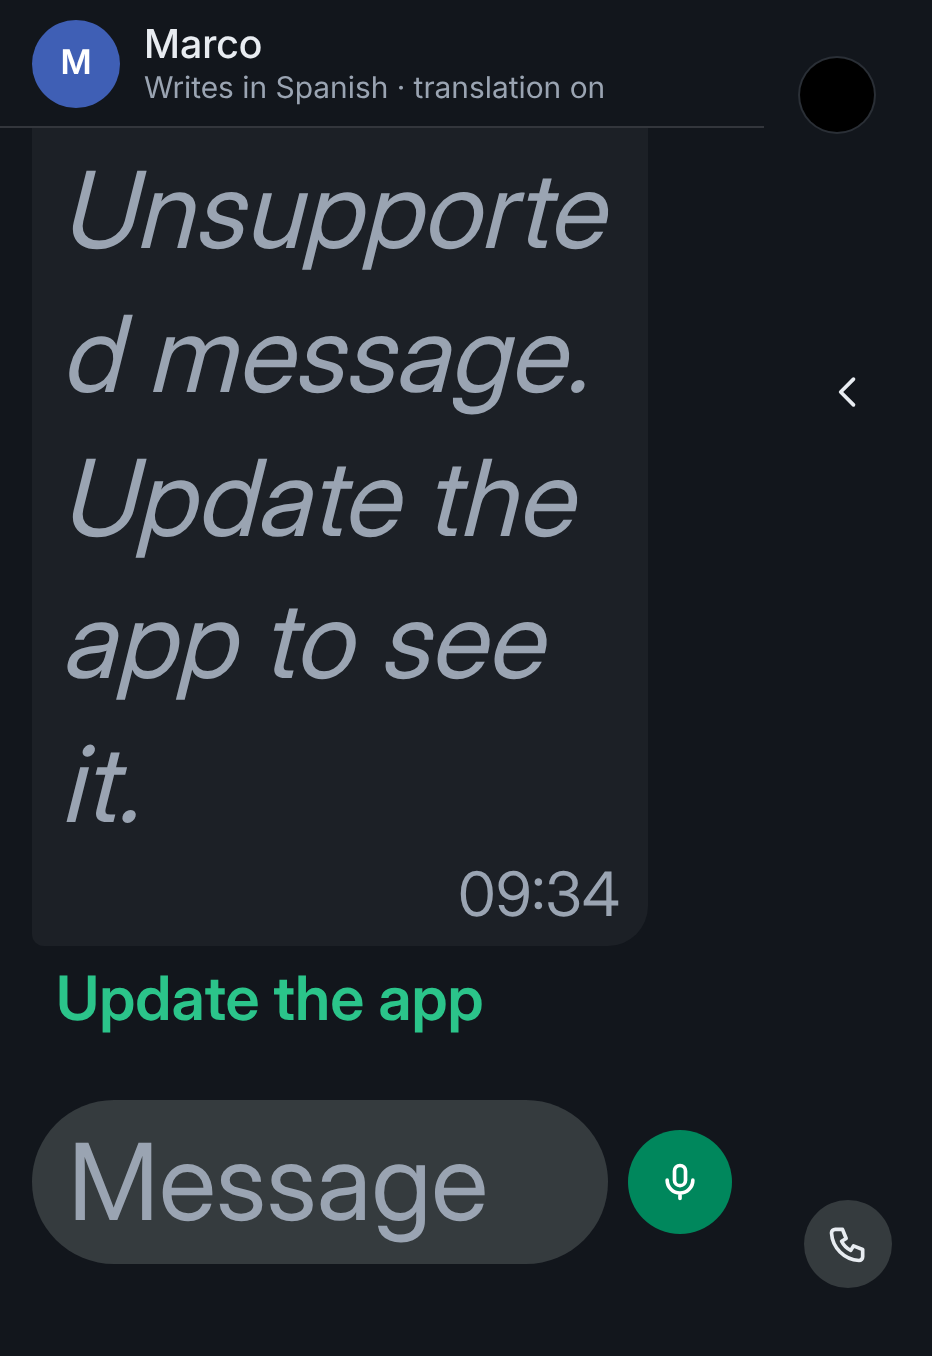 M
Marco
Writes in Spanish · translation on
Unsupporte
d message.
Update the
app to see
it.
09:34
Update the app
Message